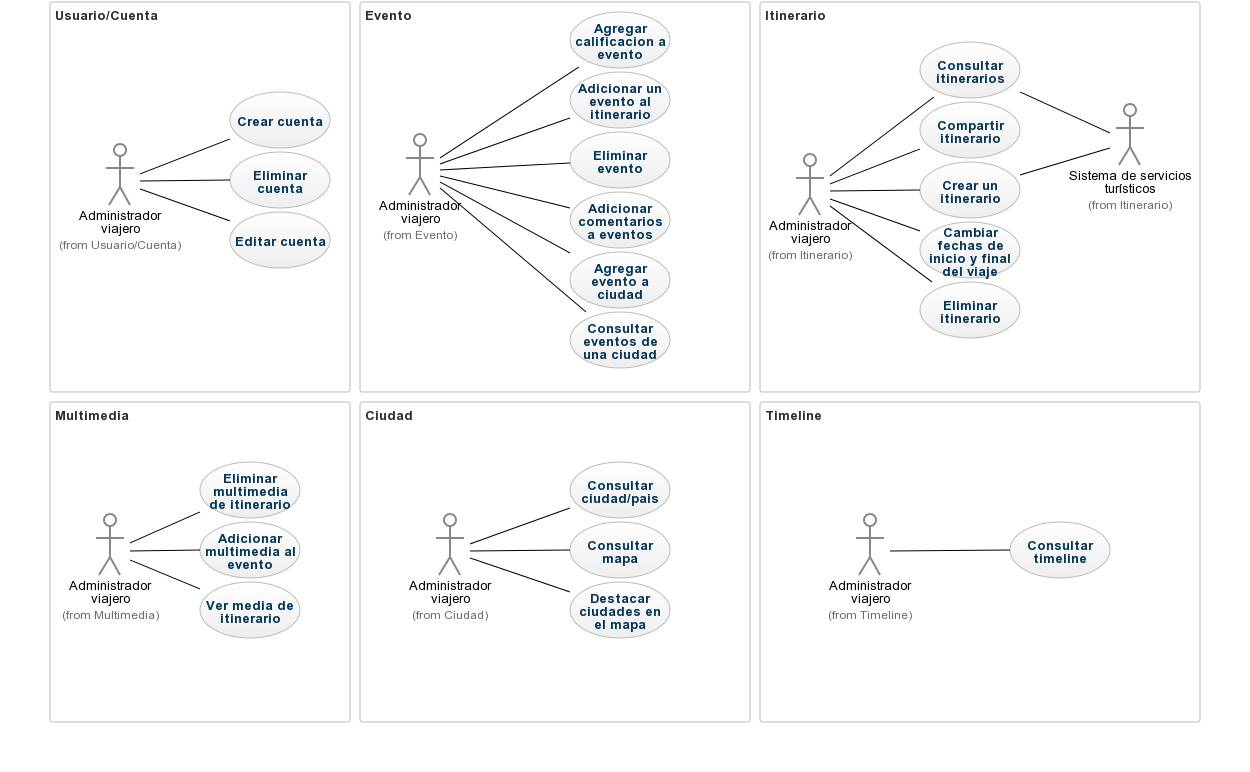 Usuario/Cuenta
Crear cuenta
Eliminar
cuenta
Editar cuenta
Administrador
viajero
(from Usuario/Cuenta)
Evento
Agregar
calificacion a
evento
Adicionar un
evento al
itinerario
Eliminar
evento
Adicionar
comentarios
a eventos
Agregar
evento a
ciudad
Consultar
eventos de
una ciudad
Administrador
viajero
(from Evento)
Itinerario
Consultar
itinerarios
Compartir
itinerario
Crear un
itinerario
Cambiar
fechas de
inicio y final
del viaje
Eliminar
itinerario
Administrador
viajero
(from Itinerario)
Sistema de servicios
turísticos
(from Itinerario)
Multimedia
Eliminar
multimedia
de itinerario
Adicionar
multimedia al
evento
Ver media de
itinerario
Administrador
viajero
(from Multimedia)
Ciudad
Consultar
ciudad/pais
Consultar
mapa
Destacar
ciudades en
el mapa
Administrador
viajero
(from Ciudad)
Timeline
Consultar
timeline
Administrador
viajero
(from Timeline)